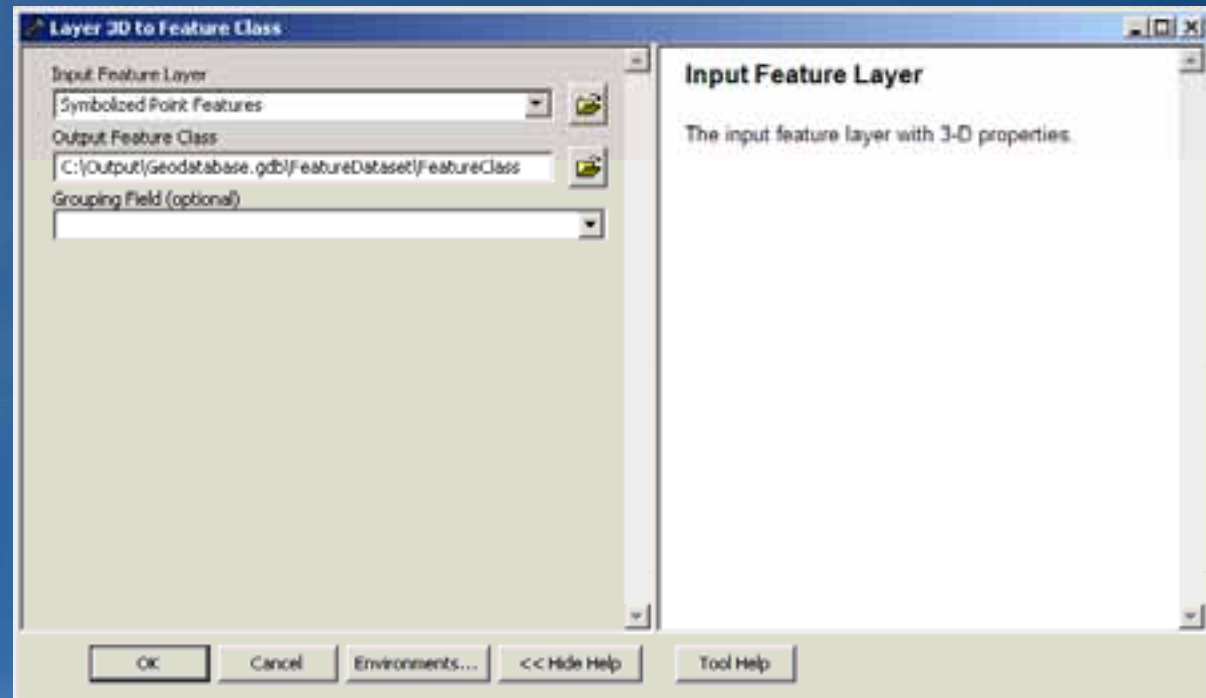 Layer 3D to Feature Class
Input Feature Layer
Symbolized Point Features
Output Feature Class
C:\Output\Geodatabase.gdb\FeatureDataset\FeatureClass
Grouping Field (optional)
Input Feature Layer
The input feature layer with 3-D properties.
OK
Cancel
Environments...
<< Hide Help
Tool Help